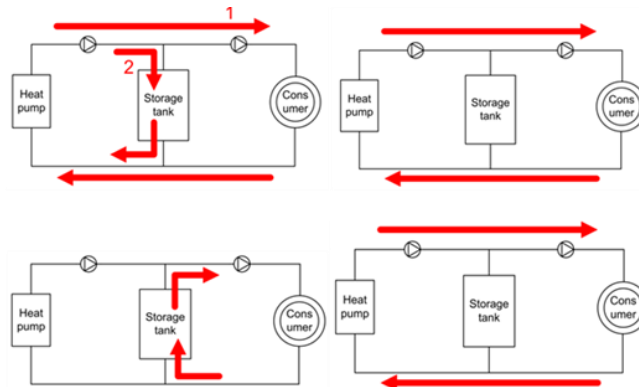 1
2
Heat
pump
Storage
tank
Cons
umer
Heat
pump
Storage
tank
Cons
umer
Heat
pump
Storage
tank
Cons
umer
Heat
pump
Storage
tank
Cons
umer